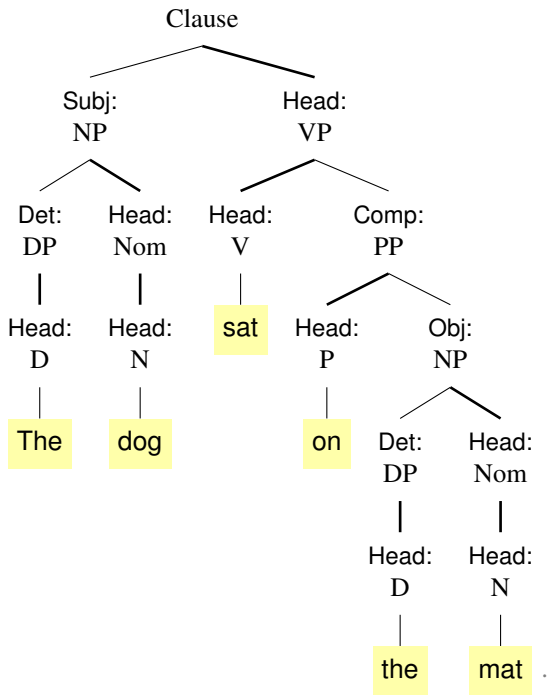 Clause
Subj: Head:
NP VP
Det: Head: Head: Comp:
DP Nom V PP
Head: Head: sat Head: Obj:
D N P NP
The dog on Det: Head:
DP Nom
Head: Head:
D N
the mat .